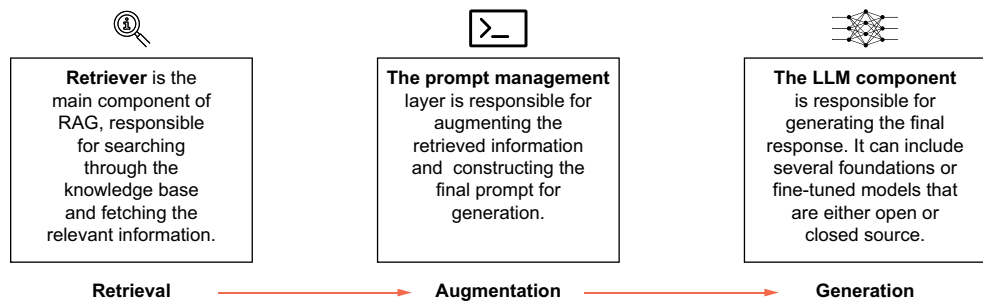 Retriever is the
main component of
RAG, responsible
for searching
through the
knowledge base
and fetching the
relevant information.
The prompt management
layer is responsible for
augmenting the
retrieved information
and constructing the
final prompt for
generation.
The LLM component
is responsible for
generating the final
response. It can include
several foundations or
fine-tuned models that
are either open or
closed source.
Retrieval
Augmentation
Generation